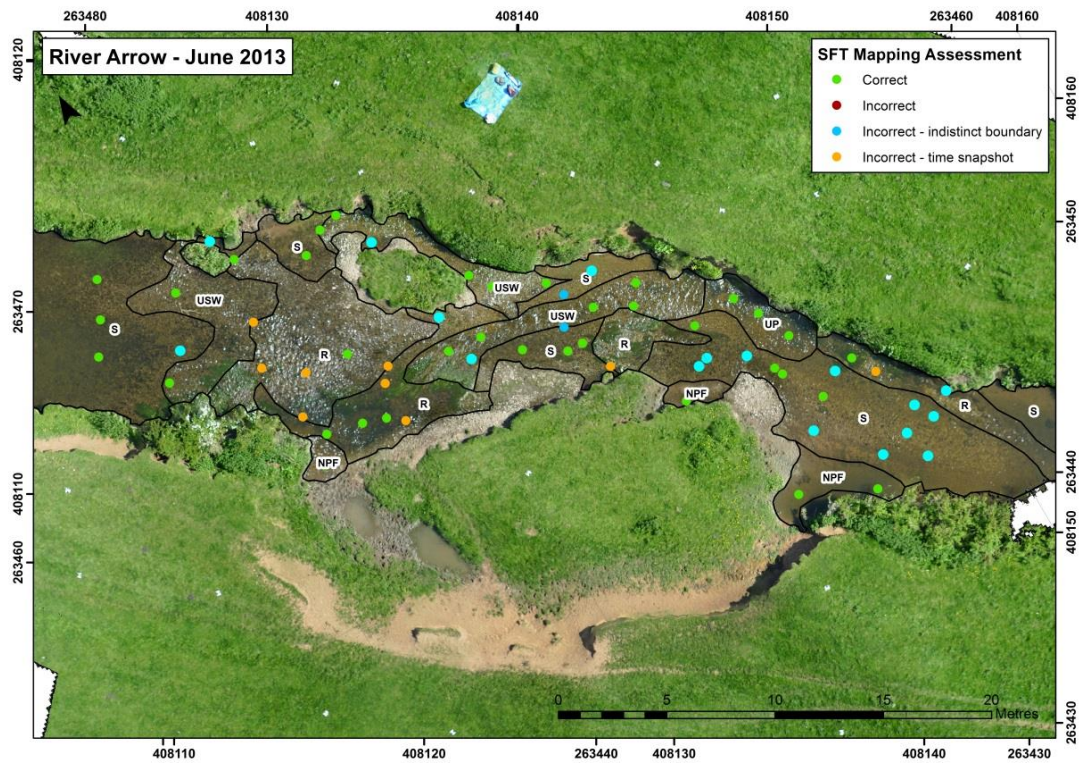 263480
408130
408140
408150
263460
408160
408120
River Arrow - June 2013
SFT Mapping Assessment
Correct
Incorrect
Incorrect - indistinct boundary
Incorrect - time snapshot
408160
263450
S
S
USW
USW
S
263470
S
USW
UP
R
S
R
NPF
R
S
R
S
NPF
NPF
263440
408110
408150
263460
0
5
10
15
20
Metres
263430
408110
408120
263440
408130
408140
263430